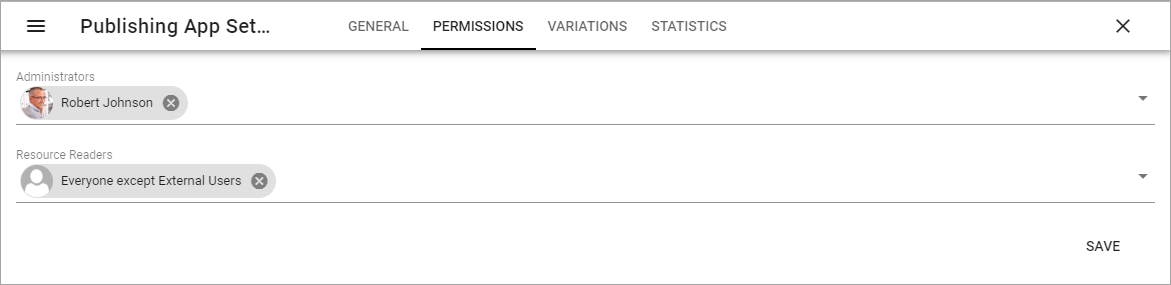 Publishing App Set... GENERAL PERMISSIONS VARIATIONS STATISTICS
Administrators
Robert Johnson
Resource Readers
Everyone except External Users
SAVE